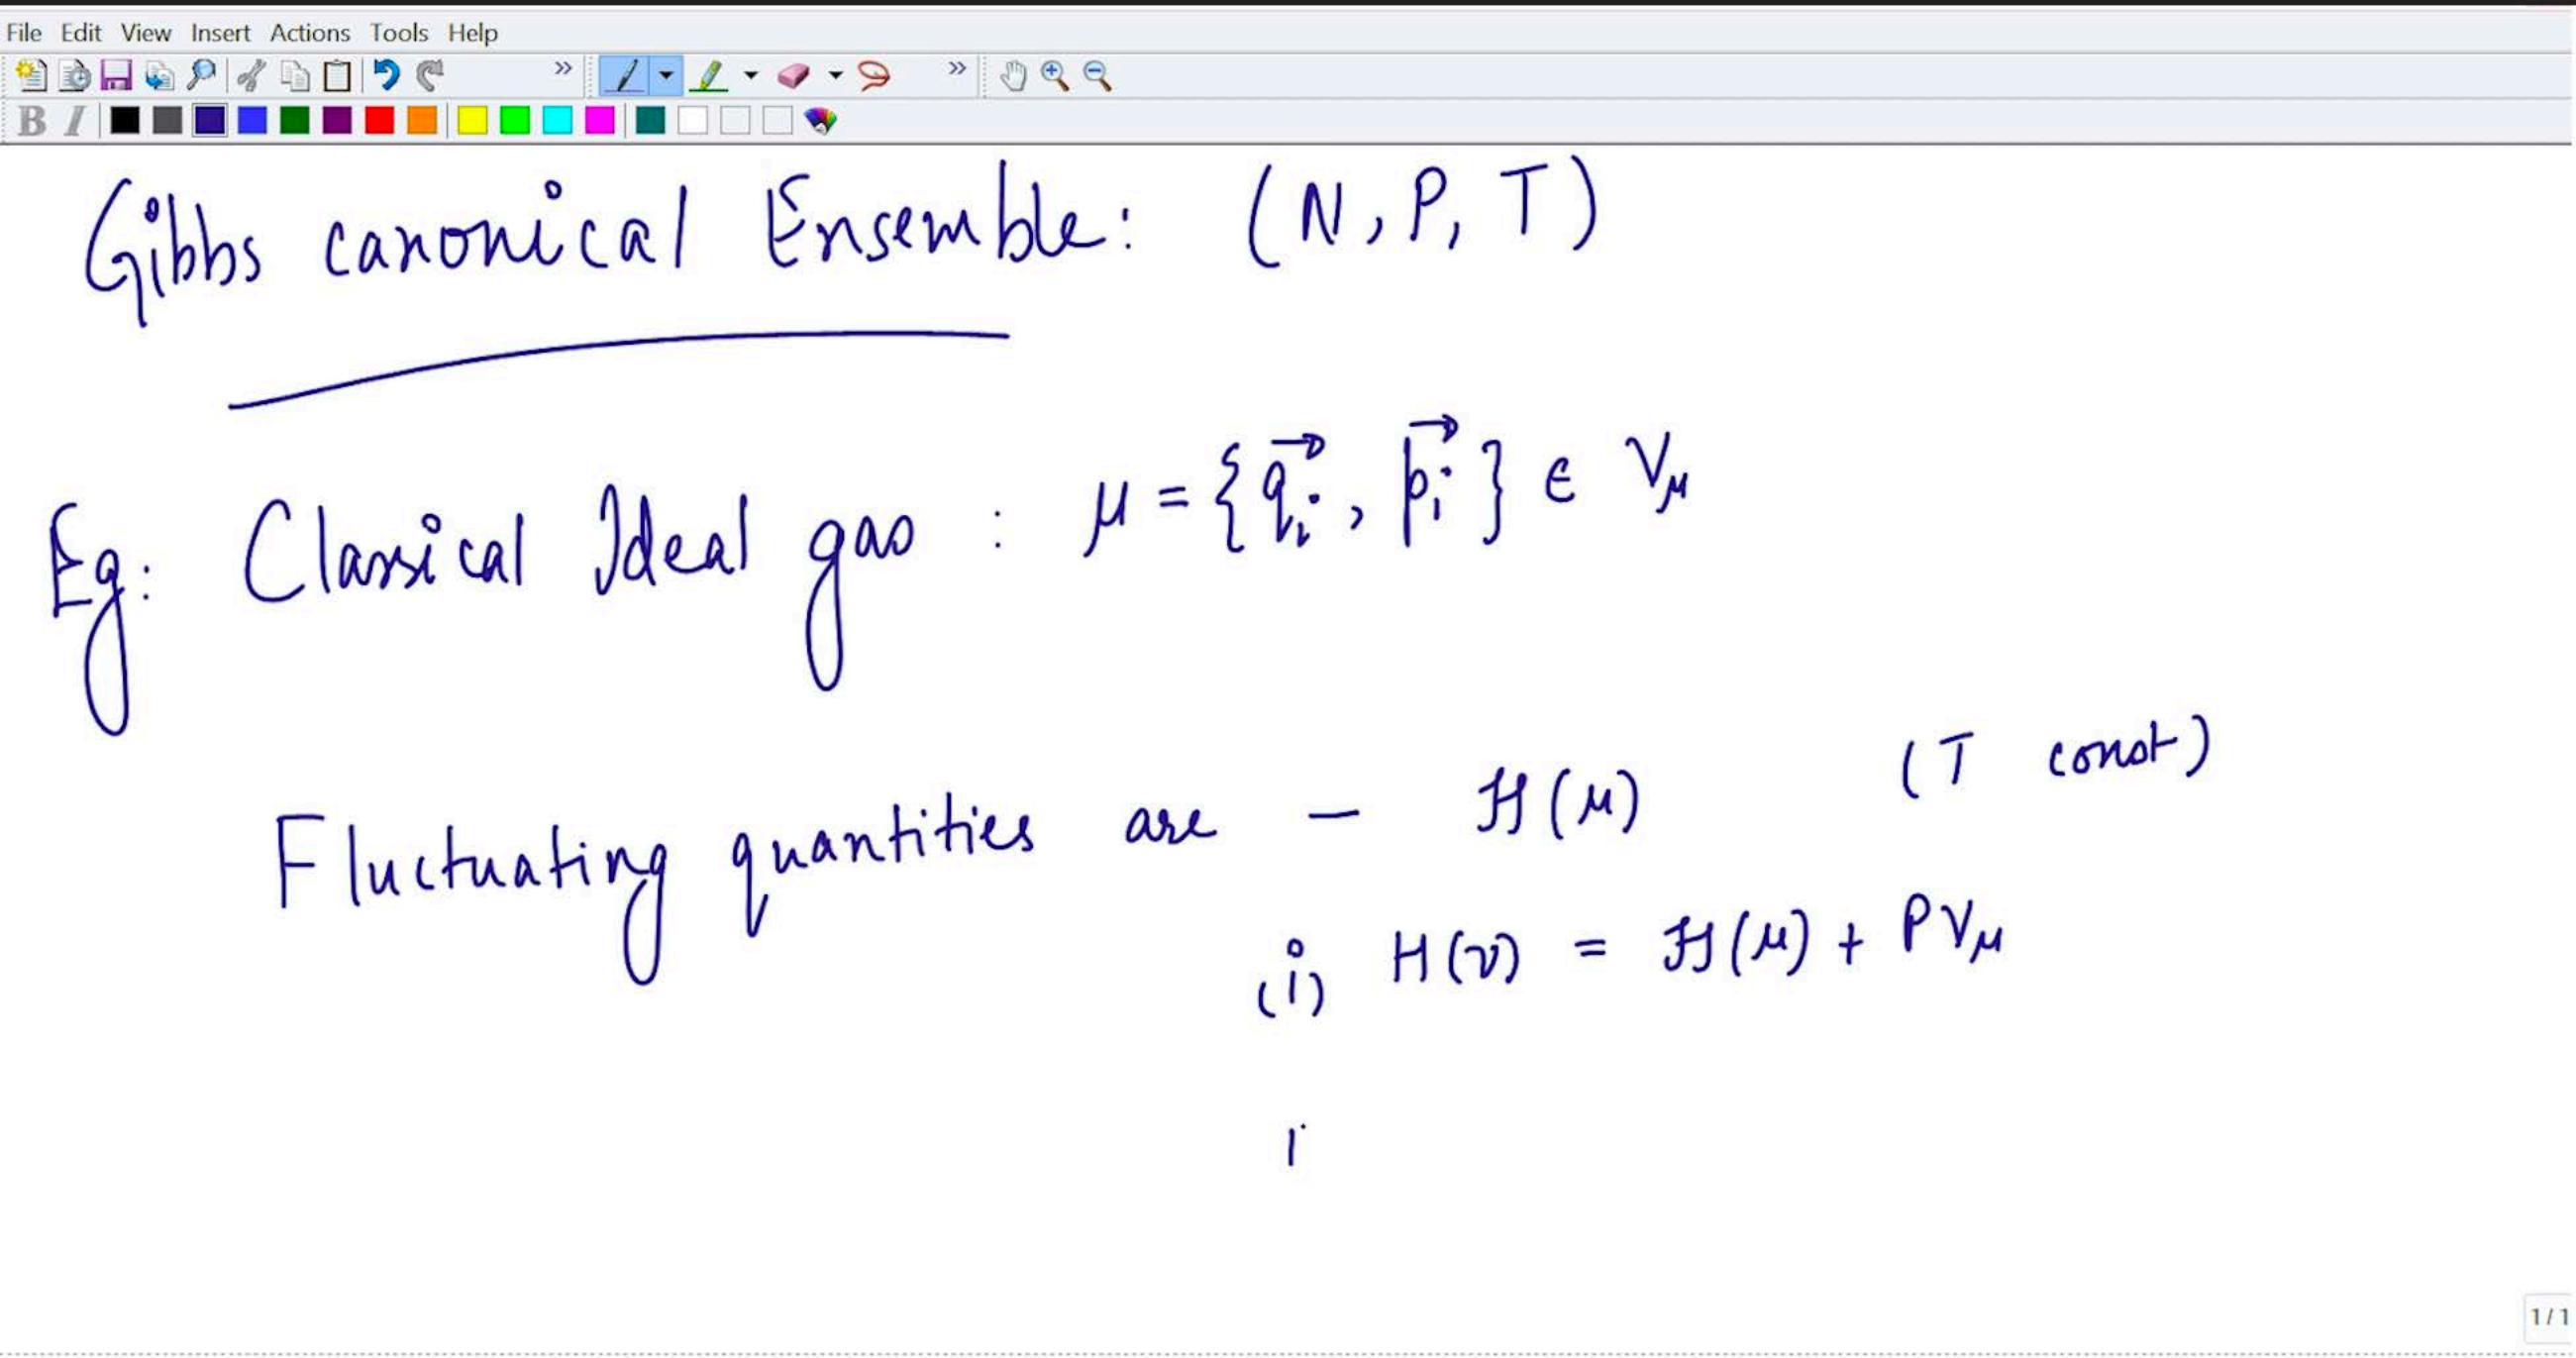 File Edit View Insert Actions Tools Help
B I
Gibbs canonical Ensemble: (N, P, T)
Eg: Classical Ideal gas : μ = {q⃗ᵢ, p⃗ᵢ} ∈ V_μ
Fluctuating quantities are – ℋ(μ) (T const)
(i) H(ν) = ℋ(μ) + PV_μ
1/1